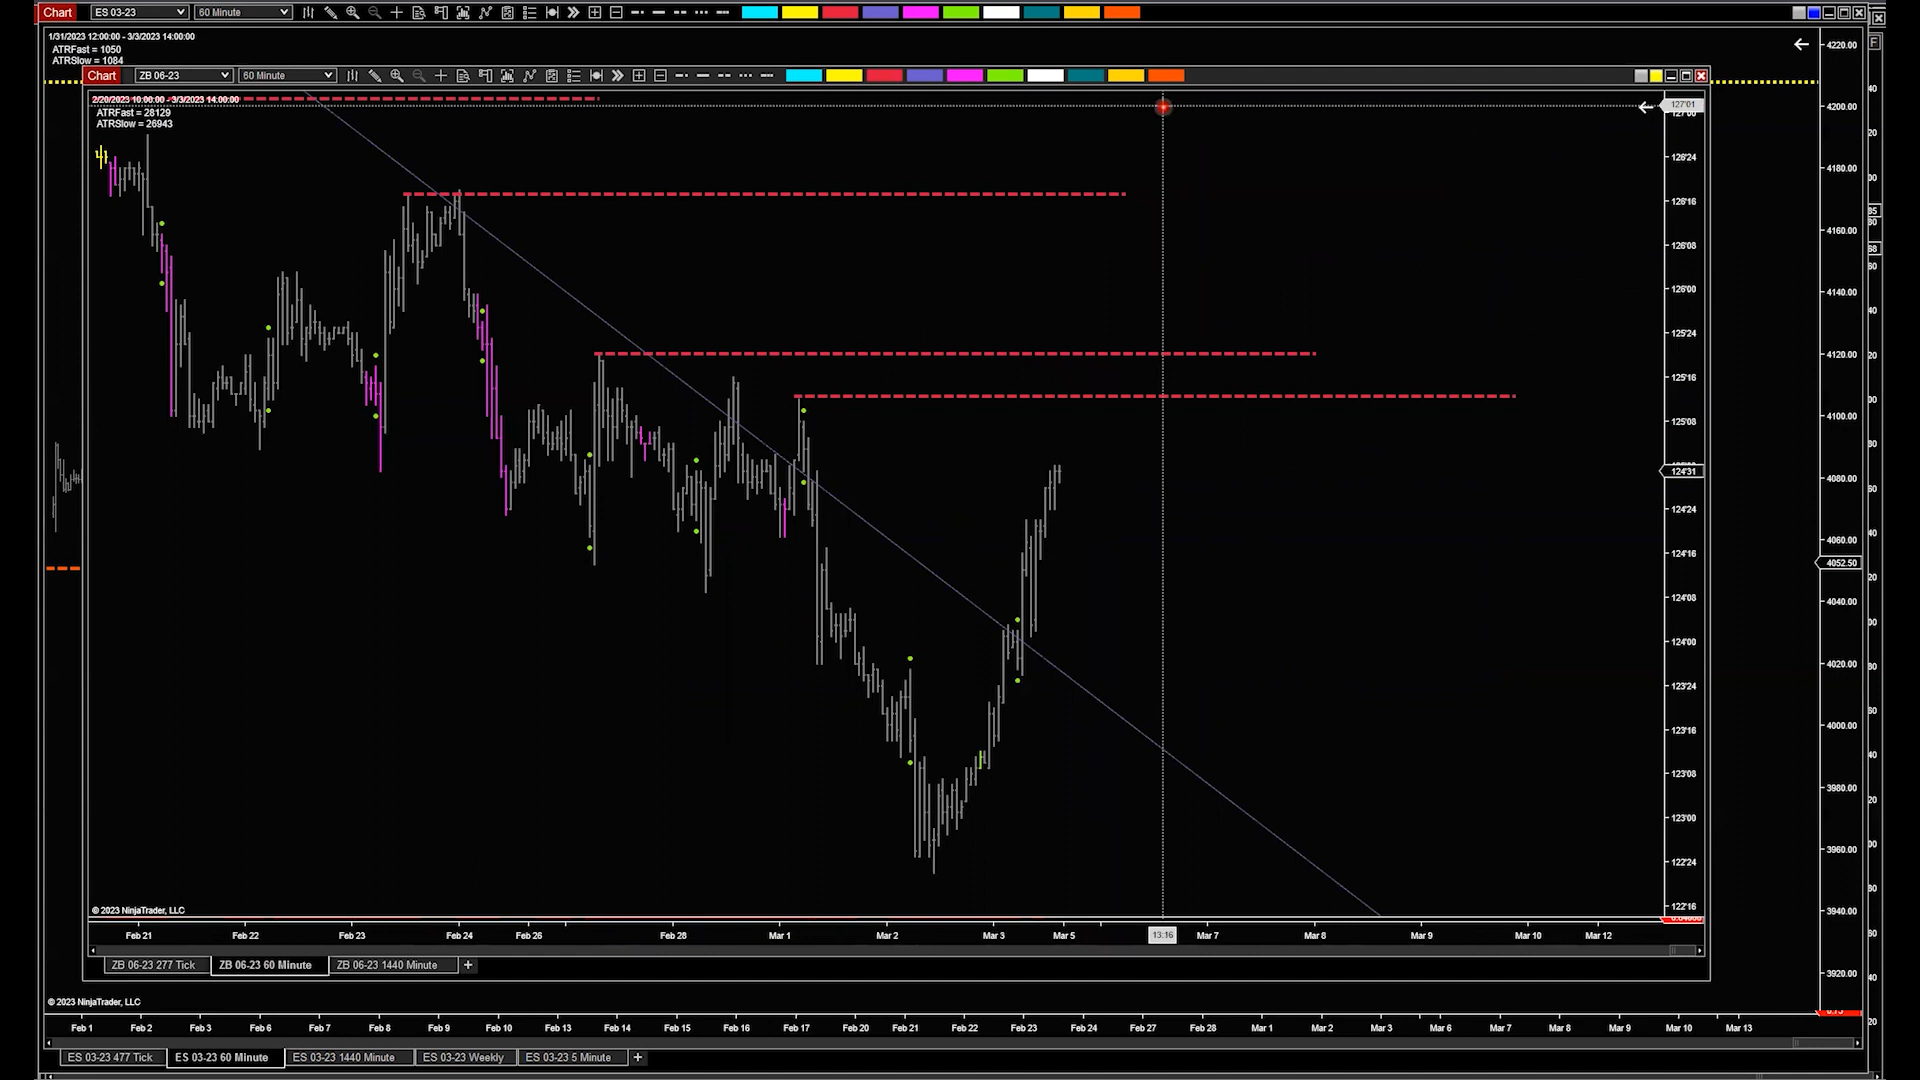 Chart ES 03-23 60 Minute
1/31/2023 12:00:00 - 3/3/2023 14:00:00
ATRFast = 1050
ATRSlow = 1084
Chart ZB 06-23 60 Minute
2/20/2023 10:00:00 - 3/3/2023 14:00:00
ATRFast = 28129
ATRSlow = 26943
127'01
127'00
126'24
126'16
126'08
126'00
125'24
125'16
125'08
124'31
124'24
124'16
124'08
124'00
123'24
123'16
123'08
123'00
122'24
122'16
© 2023 NinjaTrader, LLC
Feb 21 Feb 22 Feb 23 Feb 24 Feb 26 Feb 28 Mar 1 Mar 2 Mar 3 Mar 5 13:16 Mar 7 Mar 8 Mar 9 Mar 10 Mar 12
ZB 06-23 277 Tick ZB 06-23 60 Minute ZB 06-23 1440 Minute +
4220.00
4200.00
4180.00
4160.00
4140.00
4120.00
4100.00
4080.00
4060.00
4052.50
4040.00
4020.00
4000.00
3980.00
3960.00
3940.00
3920.00
F
© 2023 NinjaTrader, LLC
Feb 1 Feb 2 Feb 3 Feb 6 Feb 7 Feb 8 Feb 9 Feb 10 Feb 13 Feb 14 Feb 15 Feb 16 Feb 17 Feb 20 Feb 21 Feb 22 Feb 23 Feb 24 Feb 27 Feb 28 Mar 1 Mar 2 Mar 3 Mar 6 Mar 7 Mar 8 Mar 9 Mar 10 Mar 13
ES 03-23 477 Tick ES 03-23 60 Minute ES 03-23 1440 Minute ES 03-23 Weekly ES 03-23 5 Minute +